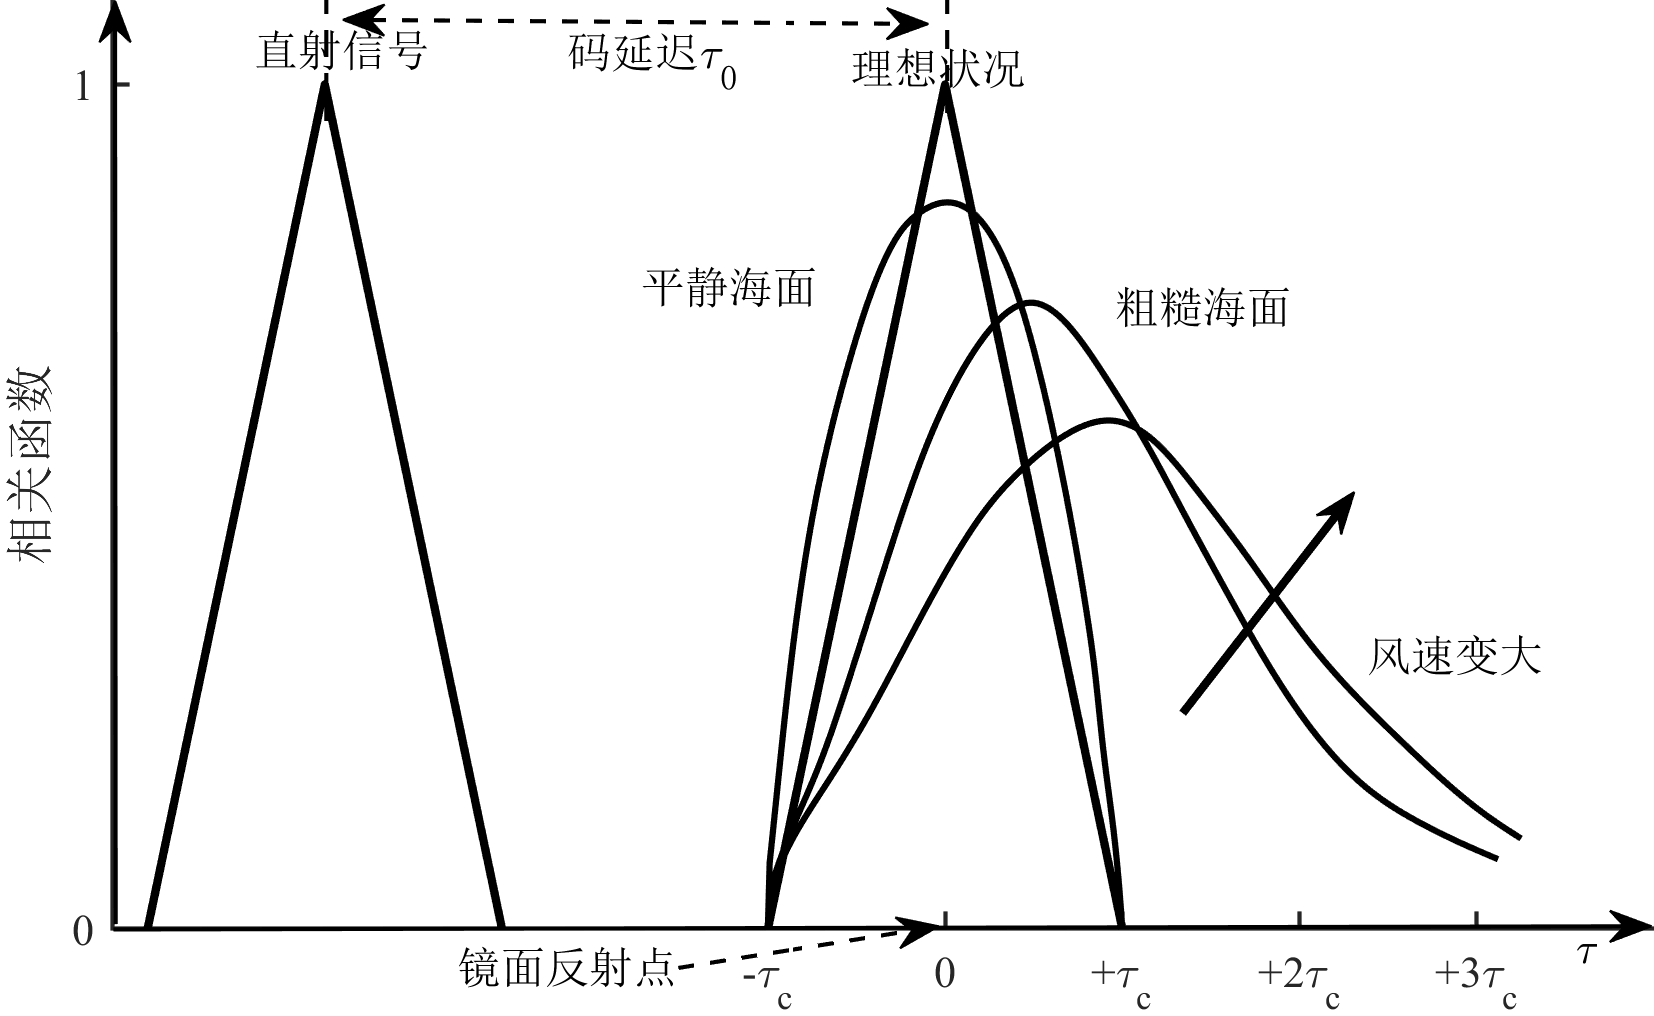 直射信号
码延迟τ0
理想状况
1
平静海面
粗糙海面
相关函数
风速变大
0
镜面反射点
-τc
0
+τc
+2τc
+3τc
τ